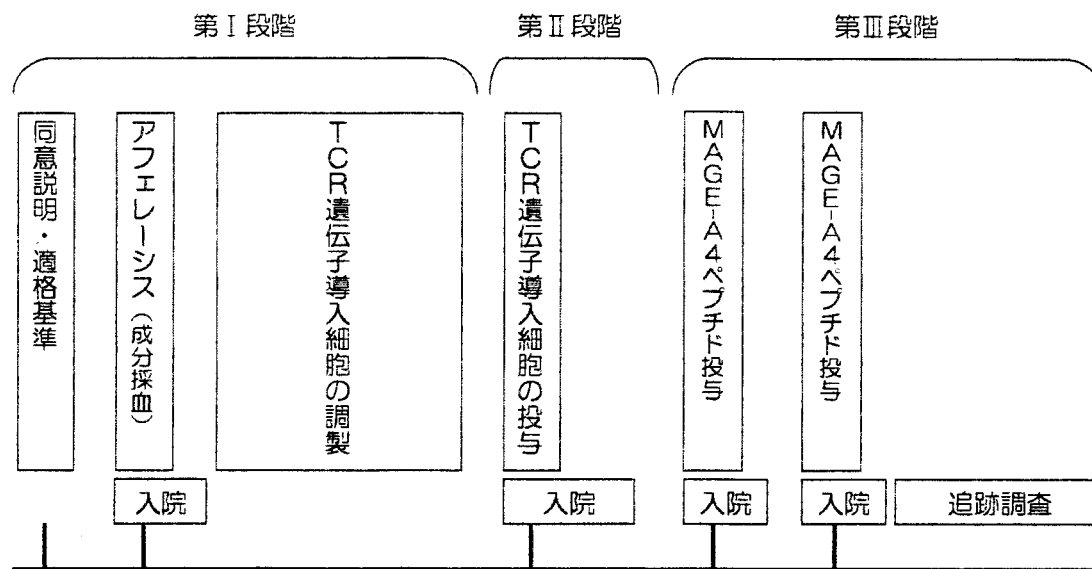 第Ⅰ段階
第Ⅱ段階
第Ⅲ段階
同意説明・適格基準
アフェレーシス(成分採血)
TCR遺伝子導入細胞の調製
TCR遺伝子導入細胞の投与
MAGE-A4ペプチド投与
MAGE-A4ペプチド投与
入院
入院
入院
入院
追跡調査